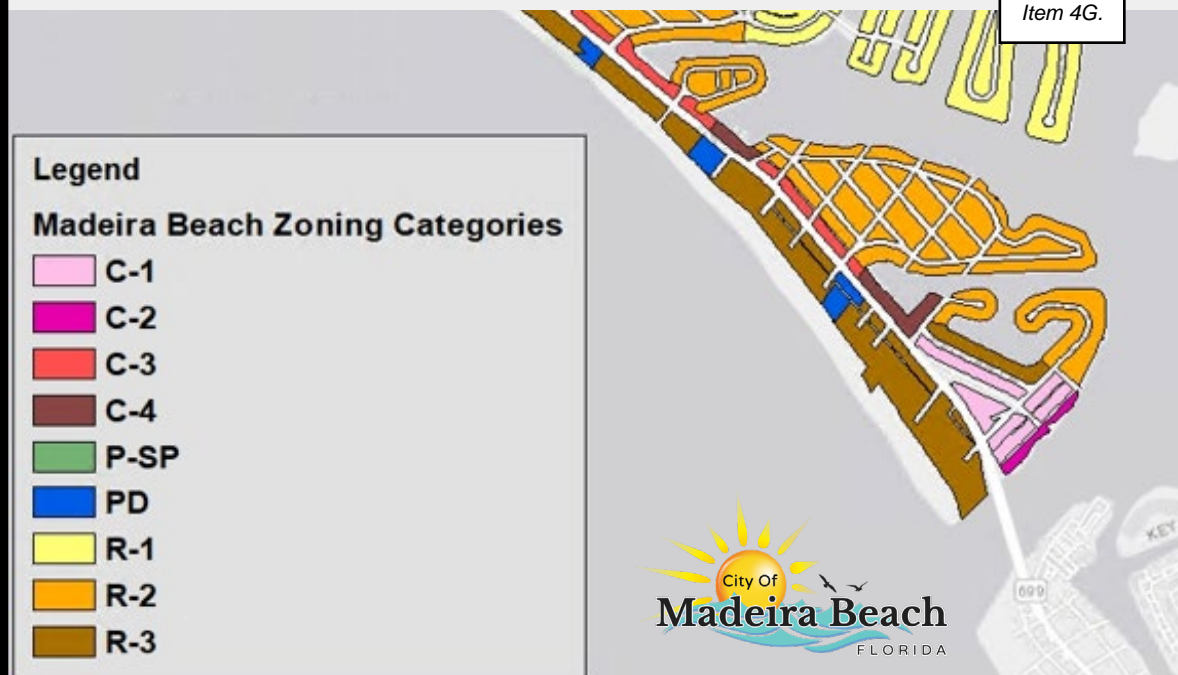 Item 4G.
Legend
Madeira Beach Zoning Categories
C-1
C-2
C-3
C-4
P-SP
PD
R-1
R-2
R-3
City Of
Madeira Beach
FLORIDA
699
KEY